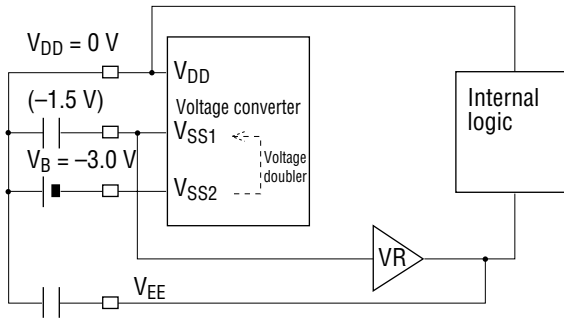 VDD = 0 V
VDD
(–1.5 V)
Voltage converter
Internal
logic
VSS1
Voltage
doubler
VB = –3.0 V
VSS2
VR
VEE